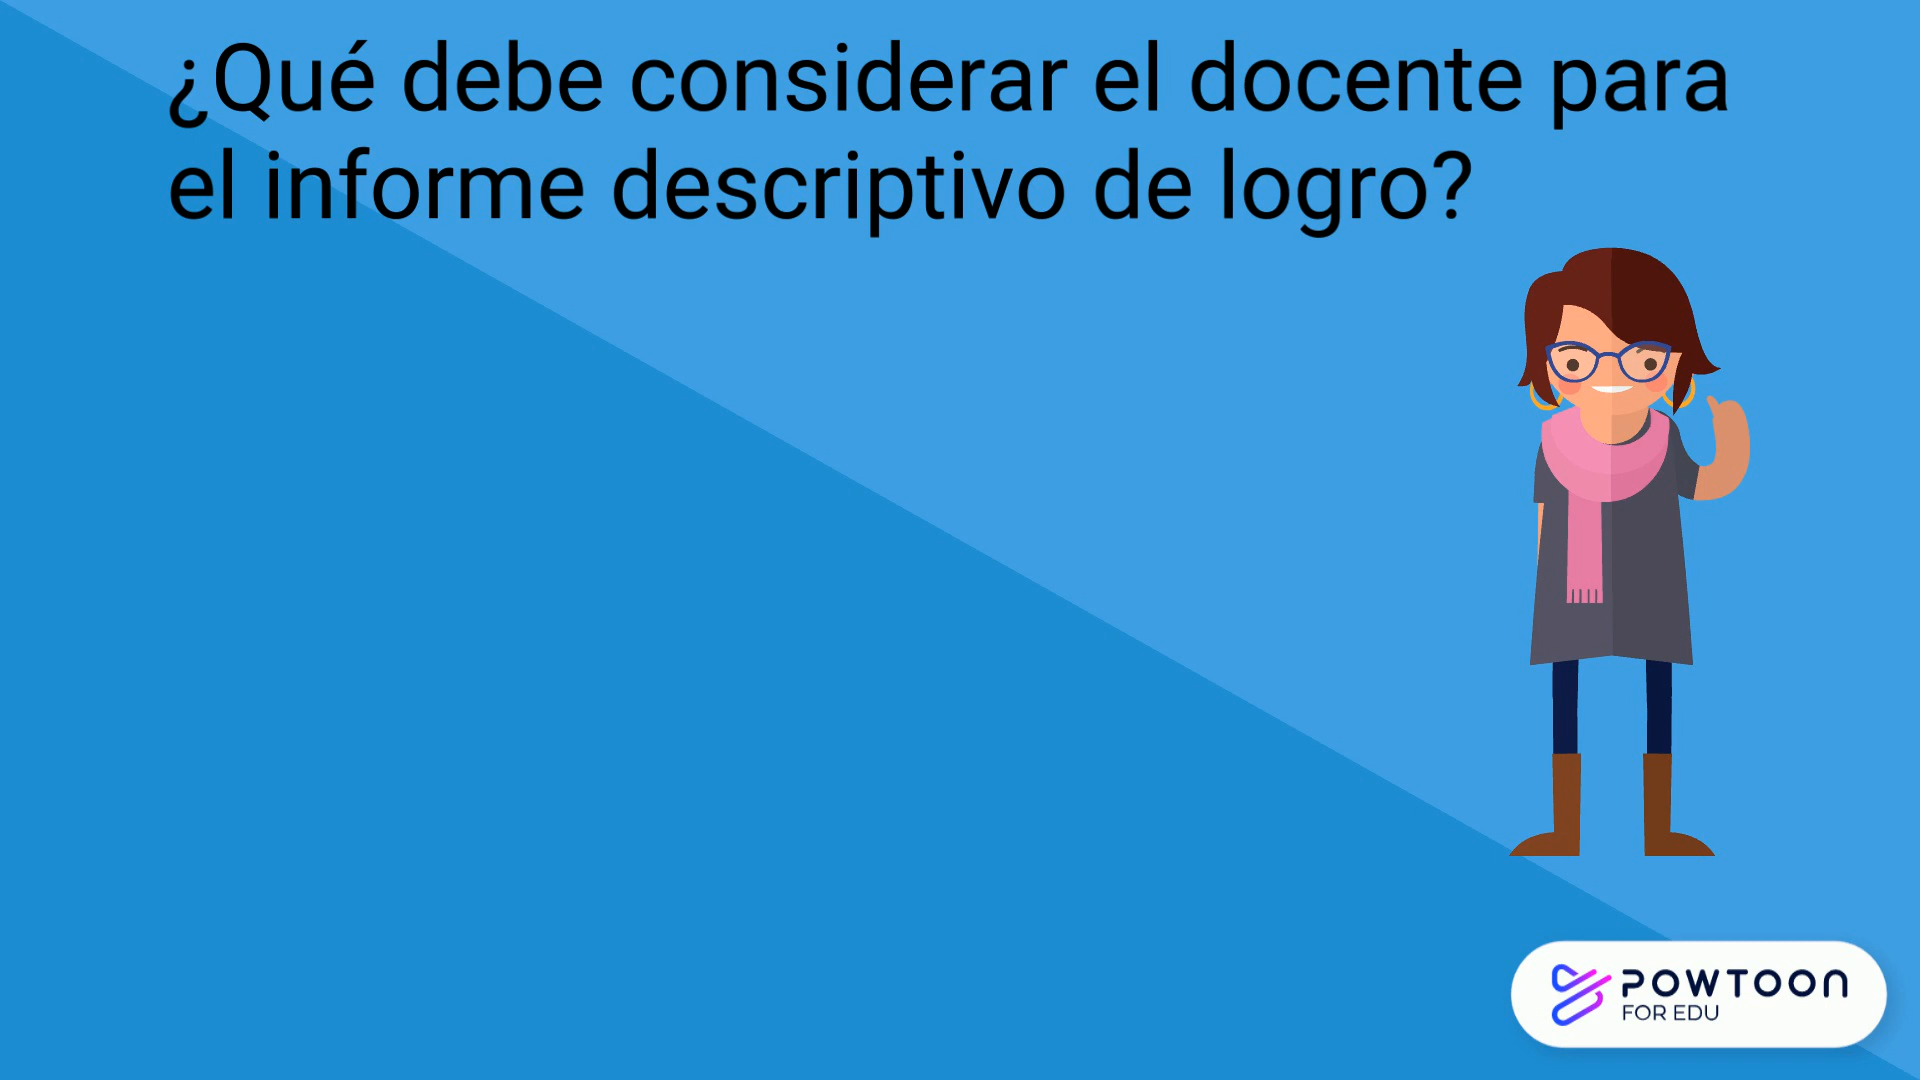 ¿Qué debe considerar el docente para
el informe descriptivo de logro?
POWTOON
FOR EDU